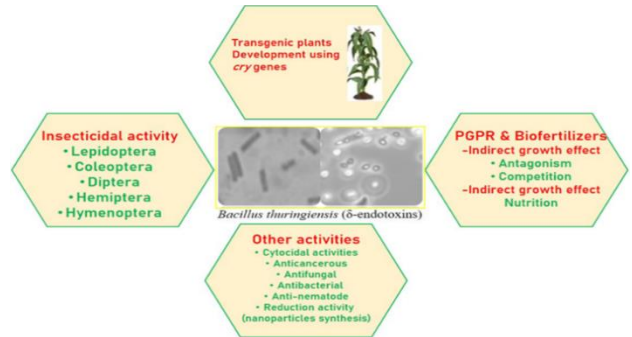 Transgenic plants
Development using
cry genes
Insecticidal activity
• Lepidoptera
• Coleoptera
• Diptera
• Hemiptera
• Hymenoptera
PGPR & Biofertilizers
-Indirect growth effect
• Antagonism
• Competition
-Indirect growth effect
Nutrition
Bacillus thuringiensis (δ-endotoxins)
Other activities
• Cytocidal activities
• Anticancerous
• Antifungal
• Antibacterial
• Anti-nematode
• Reduction activity
(nanoparticles synthesis)